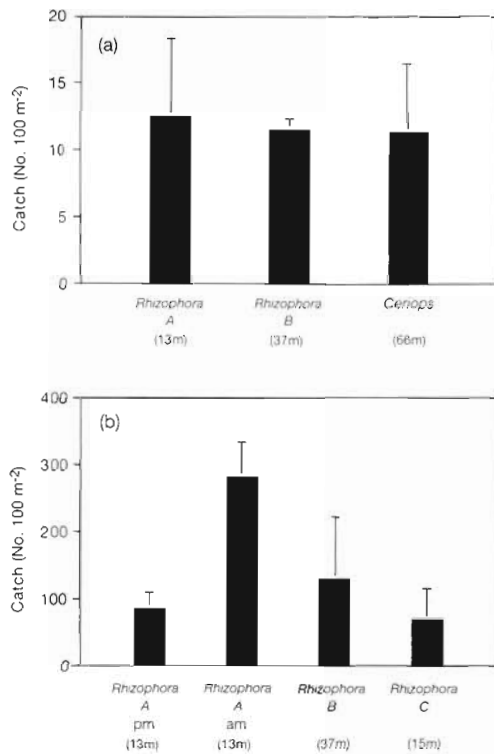 20
(a)
15
10
5
0
Catch (No. 100 m-2)
Rhizophora Rhizophora Ceriops
A B
(13m) (37m) (68m)
400
(b)
300
200
100
0
Catch (No. 100 m-2)
Rhizophora Rhizophora Rhizophora Rhizophora
A A B C
pm am
(13m) (13m) (37m) (15m)